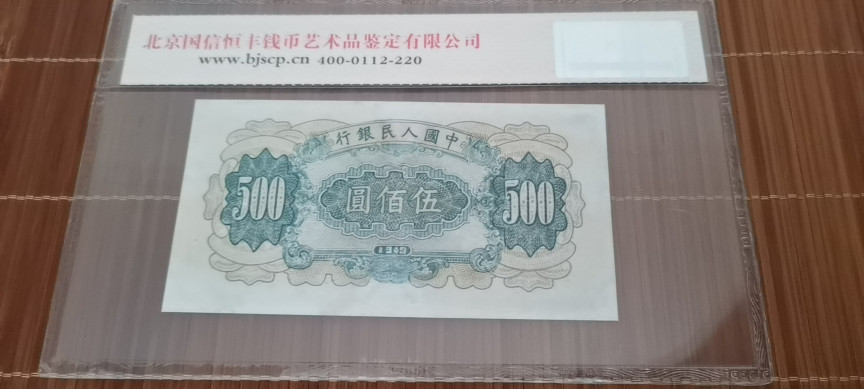 北京国信恒丰钱币艺术品鉴定有限公司
www.bjscp.cn 400-0112-220
行銀民人國中
500 圓佰伍 500
1949